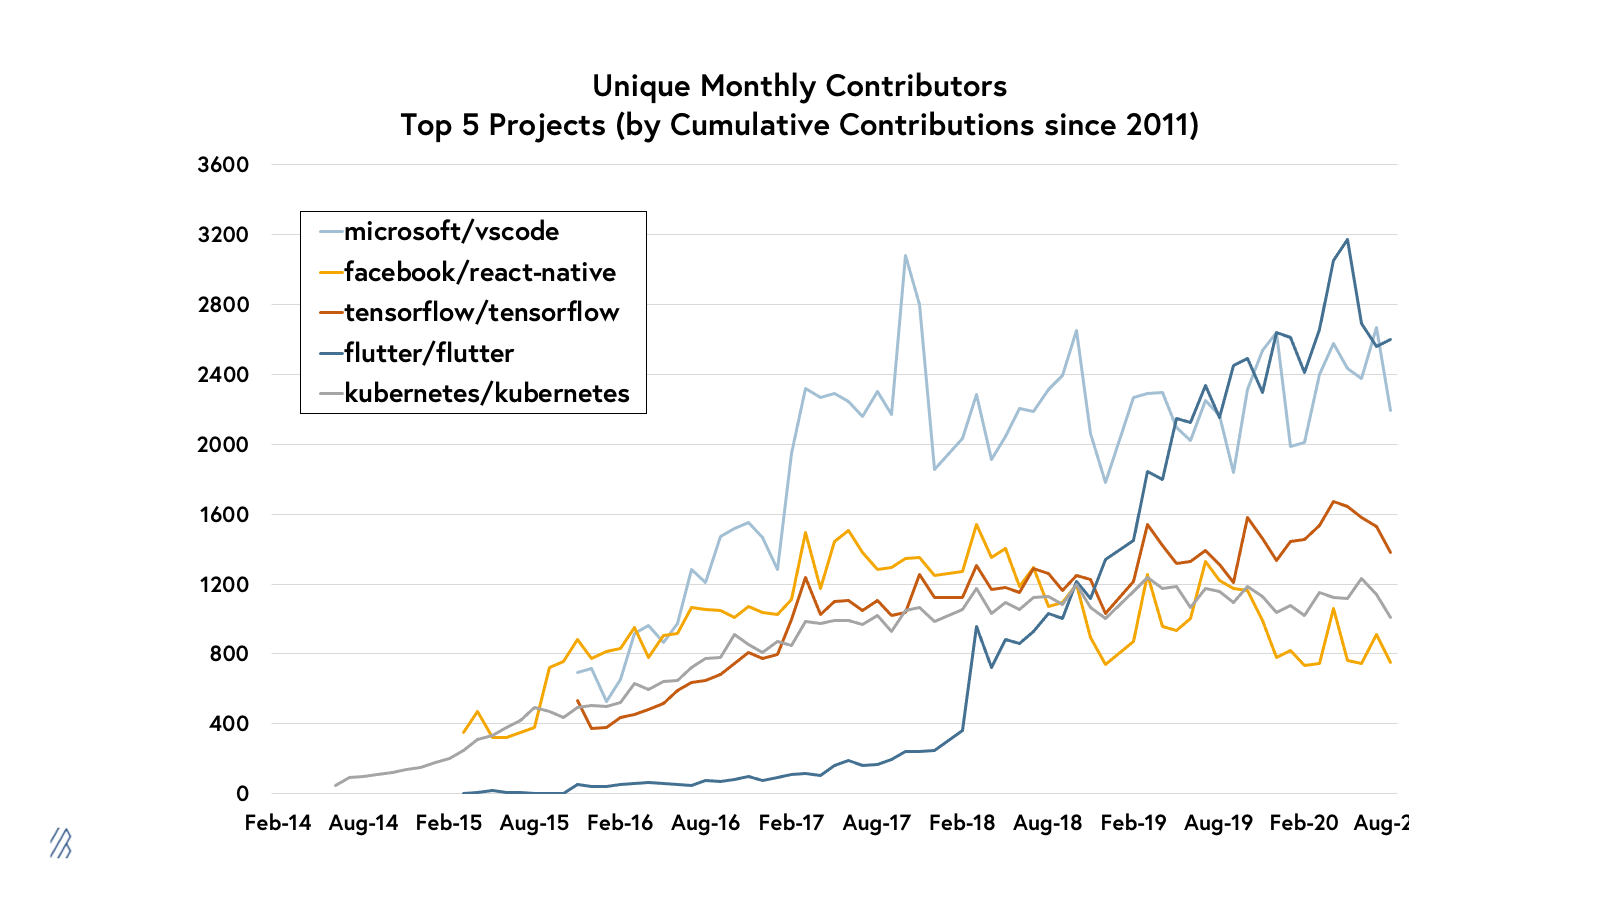 Unique Monthly Contributors
Top 5 Projects (by Cumulative Contributions since 2011)
3600
3200
2800
2400
2000
1600
1200
800
400
0
microsoft/vscode
facebook/react-native
tensorflow/tensorflow
flutter/flutter
kubernetes/kubernetes
Feb-14 Aug-14 Feb-15 Aug-15 Feb-16 Aug-16 Feb-17 Aug-17 Feb-18 Aug-18 Feb-19 Aug-19 Feb-20 Aug-2